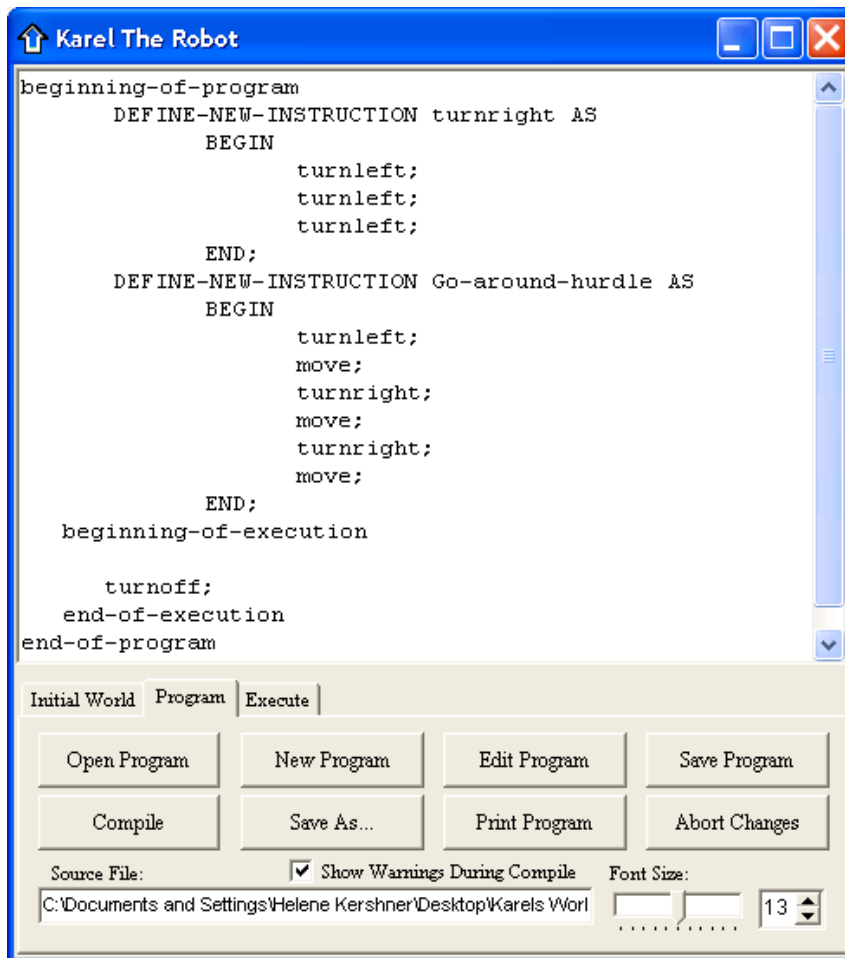 Karel The Robot
beginning-of-program
DEFINE-NEW-INSTRUCTION turnright AS
BEGIN
turnleft;
turnleft;
turnleft;
END;
DEFINE-NEW-INSTRUCTION Go-around-hurdle AS
BEGIN
turnleft;
move;
turnright;
move;
turnright;
move;
END;
beginning-of-execution
turnoff;
end-of-execution
end-of-program
Initial World Program Execute
Open Program New Program Edit Program Save Program
Compile Save As... Print Program Abort Changes
Source File: Show Warnings During Compile Font Size:
C:\Documents and Settings\Helene Kershner\Desktop\Karels Worl 13